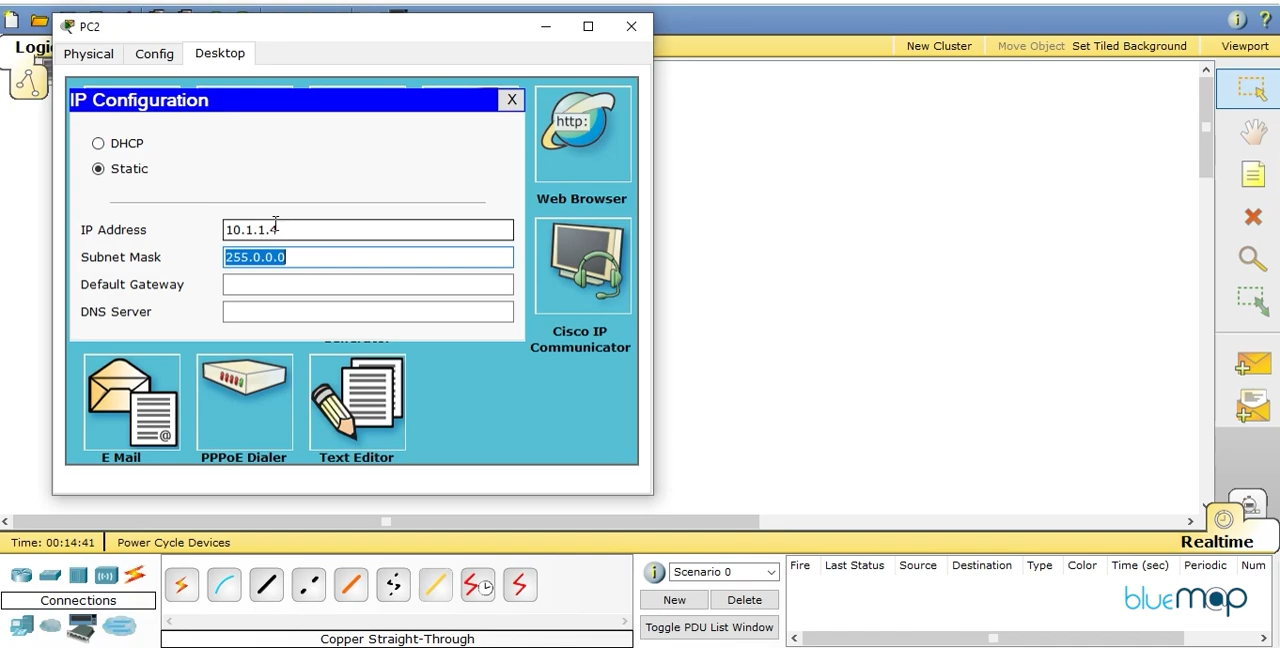 PC2
Logi
New Cluster
Move Object
Set Tiled Background
Viewport
Physical
Config
Desktop
IP Configuration
X
http:
DHCP
Static
Web Browser
IP Address
10.1.1.4
Subnet Mask
255.0.0.0
Default Gateway
DNS Server
Cisco IP
Communicator
E Mail
PPPoE Dialer
Text Editor
Time: 00:14:41
Power Cycle Devices
Realtime
Connections
Copper Straight-Through
Scenario 0
New
Delete
Toggle PDU List Window
Fire
Last Status
Source
Destination
Type
Color
Time (sec)
Periodic
Num
bluemap